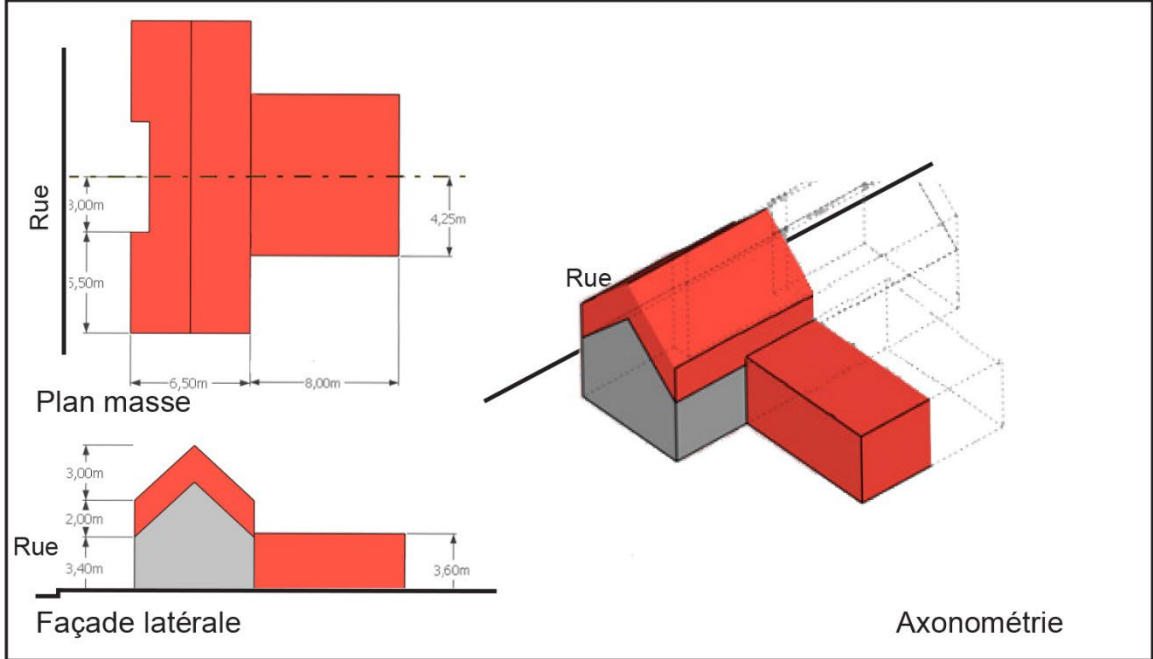 Rue
3,00m
4,25m
5,50m
6,50m
8,00m
Plan masse
3,00m
2,00m
Rue
3,40m
3,60m
Façade latérale
Rue
Axonométrie